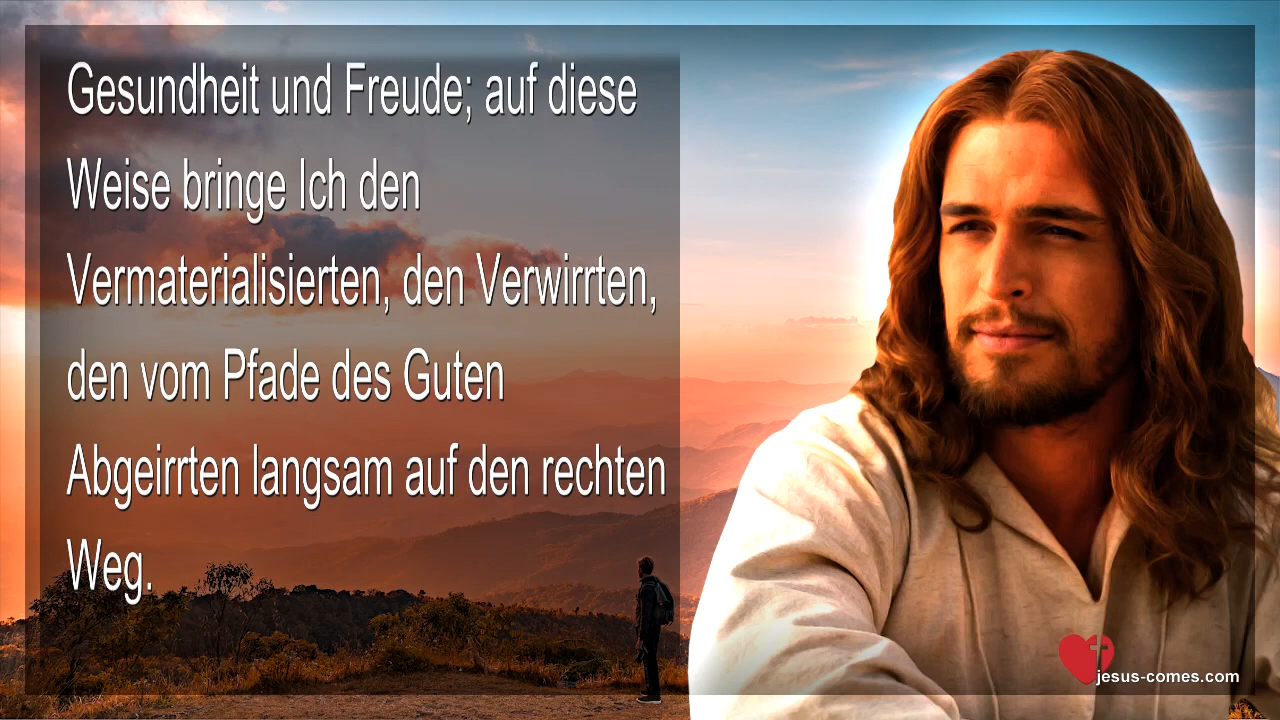 Gesundheit und Freude; auf diese
Weise bringe Ich den
Vermaterialisierten, den Verwirrten,
den vom Pfade des Guten
Abgeirrten langsam auf den rechten
Weg.
jesus-comes.com